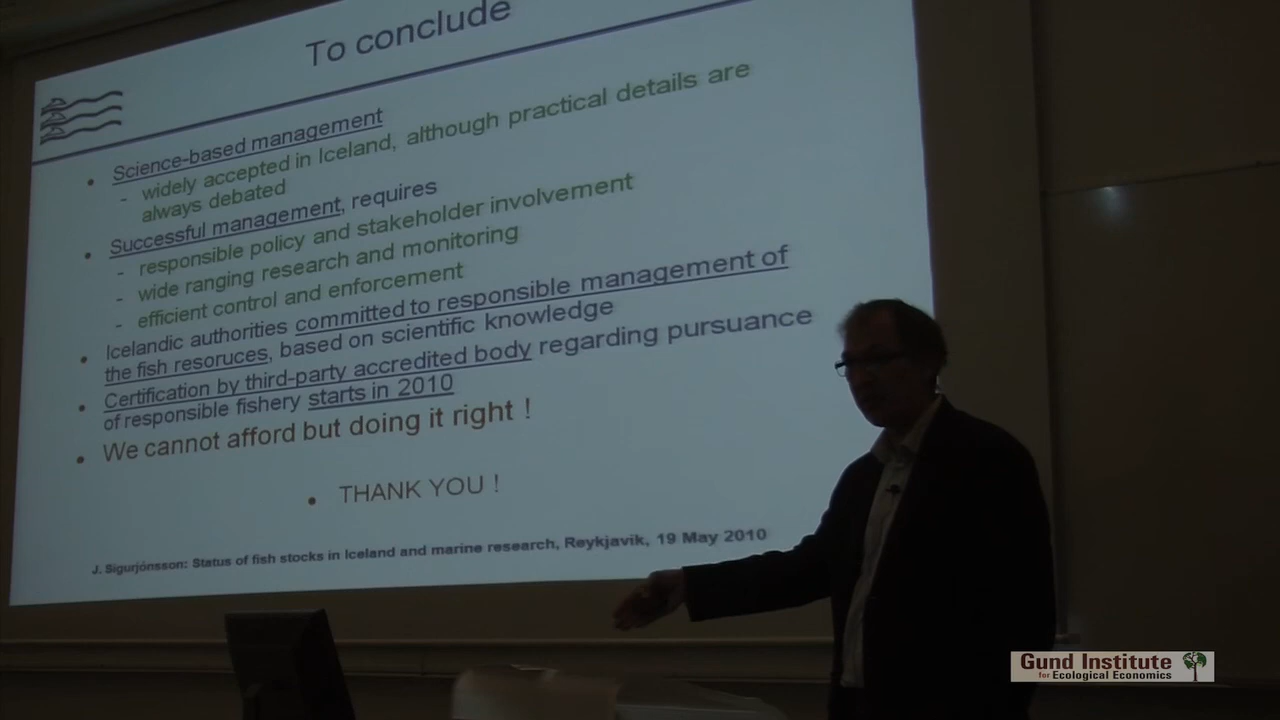 To conclude
• Science-based management
- widely accepted in Iceland, although practical details are
always debated
• Successful management, requires
- responsible policy and stakeholder involvement
- wide ranging research and monitoring
- efficient control and enforcement
• Icelandic authorities committed to responsible management of
the fish resoruces, based on scientific knowledge
• Certification by third-party accredited body regarding pursuance
of responsible fishery starts in 2010
• We cannot afford but doing it right !
• THANK YOU !
J. Sigurjónsson: Status of fish stocks in Iceland and marine research, Reykjavik, 19 May 2010
Gund Institute
for Ecological Economics